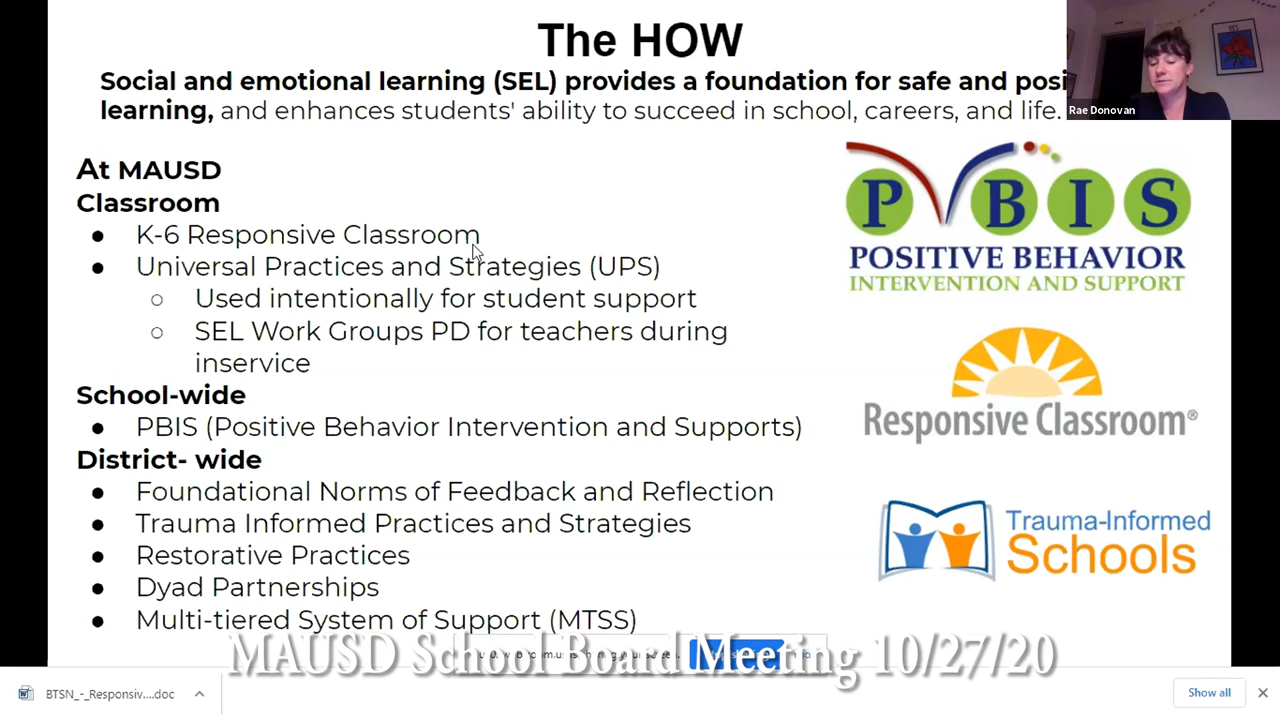 The HOW
Social and emotional learning (SEL) provides a foundation for safe and posi
learning, and enhances students' ability to succeed in school, careers, and life.
YES
Rae Donovan
At MAUSD
Classroom
● K-6 Responsive Classroom
● Universal Practices and Strategies (UPS)
○ Used intentionally for student support
○ SEL Work Groups PD for teachers during
inservice
School-wide
● PBIS (Positive Behavior Intervention and Supports)
District- wide
● Foundational Norms of Feedback and Reflection
● Trauma Informed Practices and Strategies
● Restorative Practices
● Dyad Partnerships
● Multi-tiered System of Support (MTSS)
PBIS
POSITIVE BEHAVIOR
INTERVENTION AND SUPPORT
Responsive Classroom®
Trauma-Informed
Schools
MAUSD School Board Meeting 10/27/20
BTSN_-_Responsiv....doc
Show all